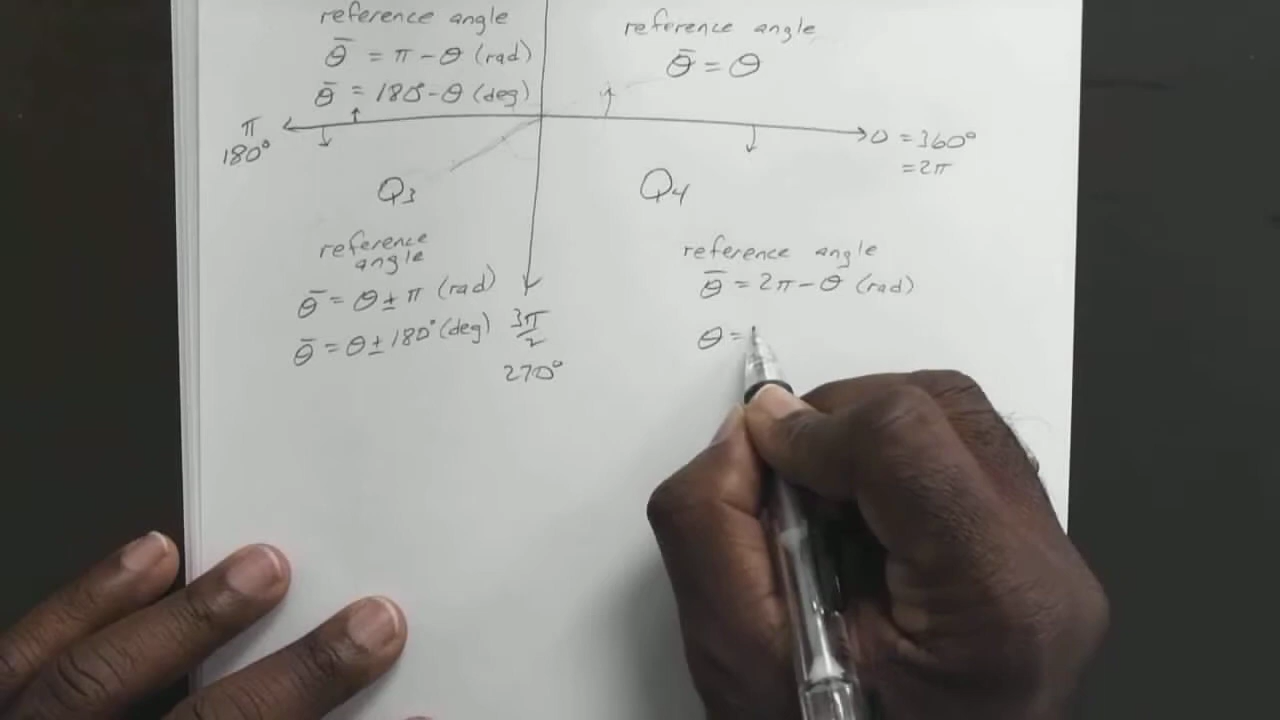 reference angle
θ̄ = π - θ (rad)
θ̄ = 180° - θ (deg)
reference angle
θ̄ = θ
π
180°
0 = 360°
= 2π
Q3
reference
angle
θ̄ = θ ± π (rad)
θ̄ = θ ± 180° (deg)
3π
2
270°
Q4
reference angle
θ̄ = 2π - θ (rad)
θ =